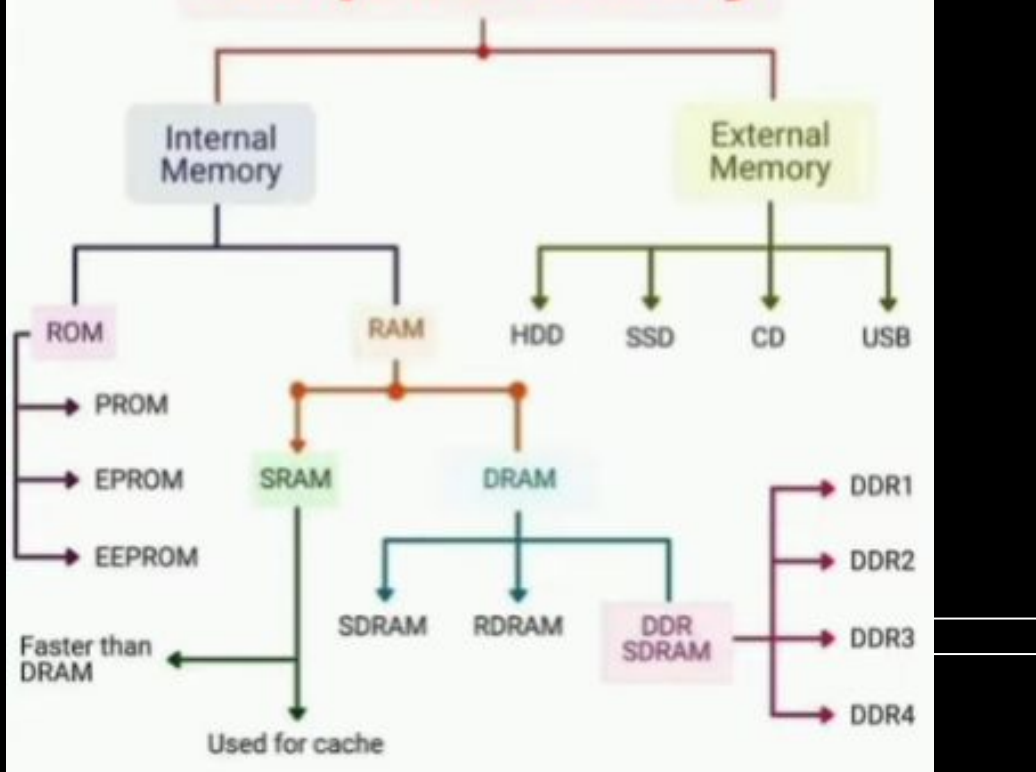 Internal
Memory
External
Memory
ROM
RAM
HDD
SSD
CD
USB
PROM
EPROM
EEPROM
SRAM
DRAM
DDR1
DDR2
DDR3
DDR4
SDRAM
RDRAM
DDR
SDRAM
Faster than
DRAM
Used for cache